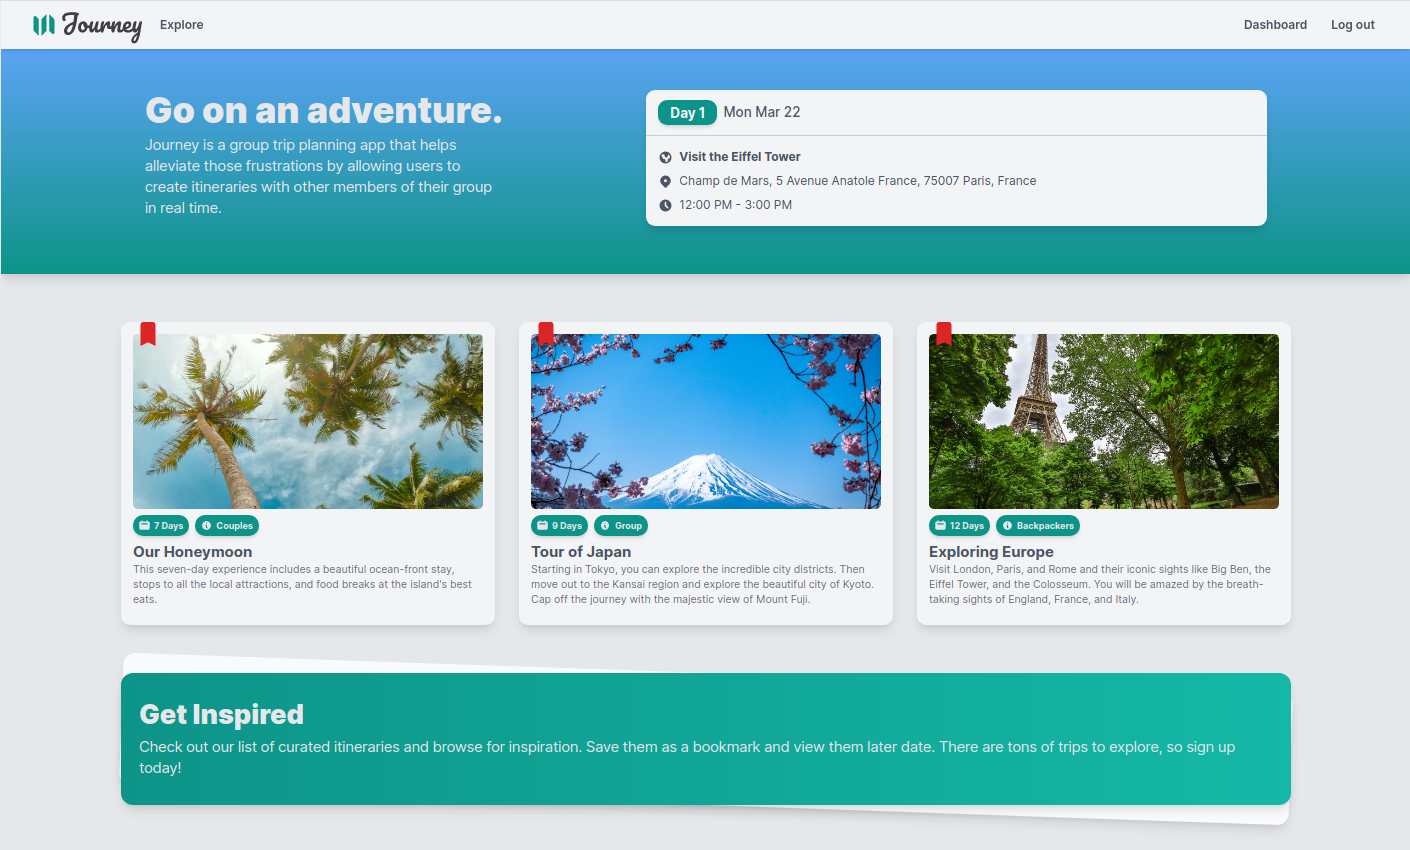 Journey
Explore
Dashboard
Log out
Go on an adventure.
Journey is a group trip planning app that helps
alleviate those frustrations by allowing users to
create itineraries with other members of their group
in real time.
Day 1 Mon Mar 22
Visit the Eiffel Tower
Champ de Mars, 5 Avenue Anatole France, 75007 Paris, France
12:00 PM - 3:00 PM
7 Days
Couples
Our Honeymoon
This seven-day experience includes a beautiful ocean-front stay,
stops to all the local attractions, and food breaks at the island's best
eats.
9 Days
Group
Tour of Japan
Starting in Tokyo, you can explore the incredible city districts. Then
move out to the Kansai region and explore the beautiful city of Kyoto.
Cap off the journey with the majestic view of Mount Fuji.
12 Days
Backpackers
Exploring Europe
Visit London, Paris, and Rome and their iconic sights like Big Ben, the
Eiffel Tower, and the Colosseum. You will be amazed by the breath-
taking sights of England, France, and Italy.
Get Inspired
Check out our list of curated itineraries and browse for inspiration. Save them as a bookmark and view them later date. There are tons of trips to explore, so sign up
today!